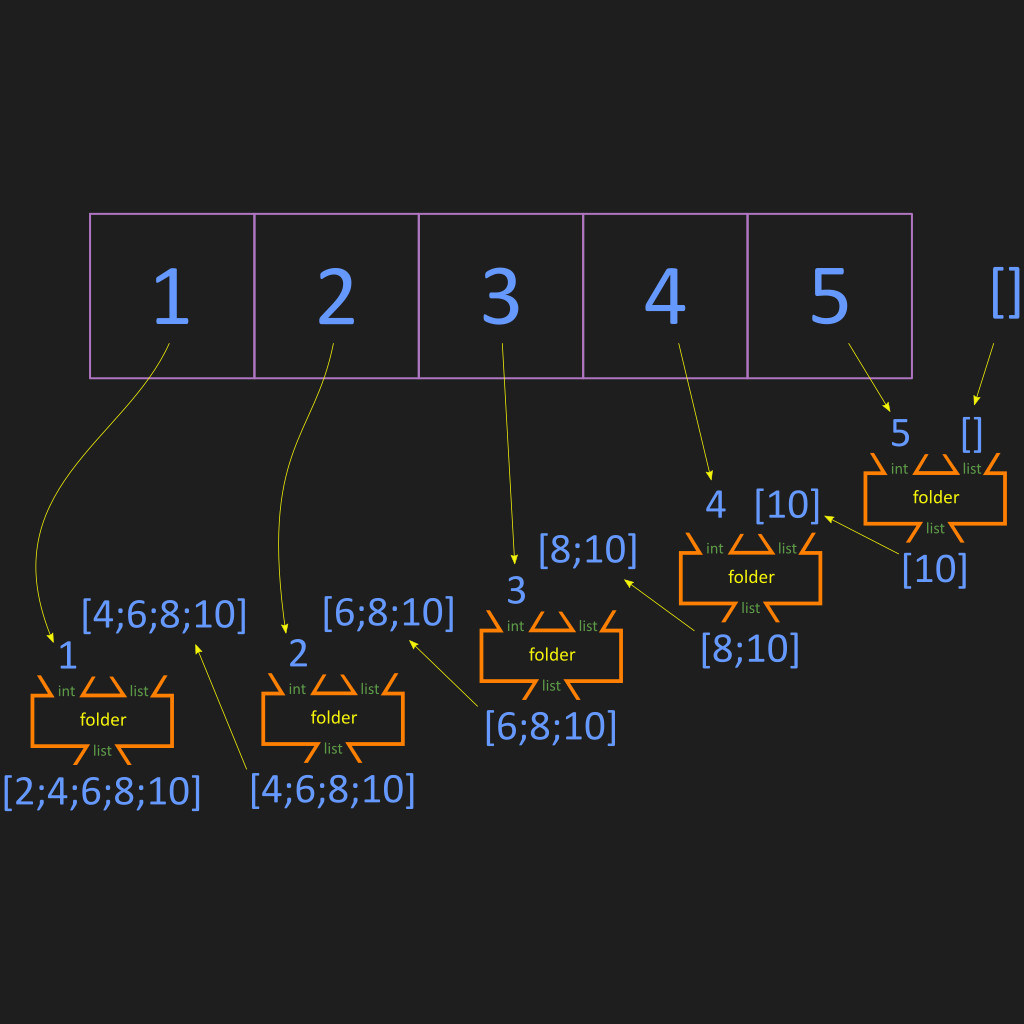 1 2 3 4 5 []
5 []
int list
folder
list
[10]
4 [10]
int list
folder
list
[8;10]
[8;10]
3
int list
folder
list
[6;8;10]
[6;8;10]
2
int list
folder
list
[4;6;8;10]
[4;6;8;10]
1
int list
folder
list
[2;4;6;8;10]